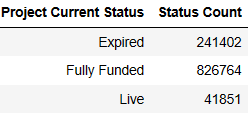 Project Current Status Status Count
Expired 241402
Fully Funded 826764
Live 41851